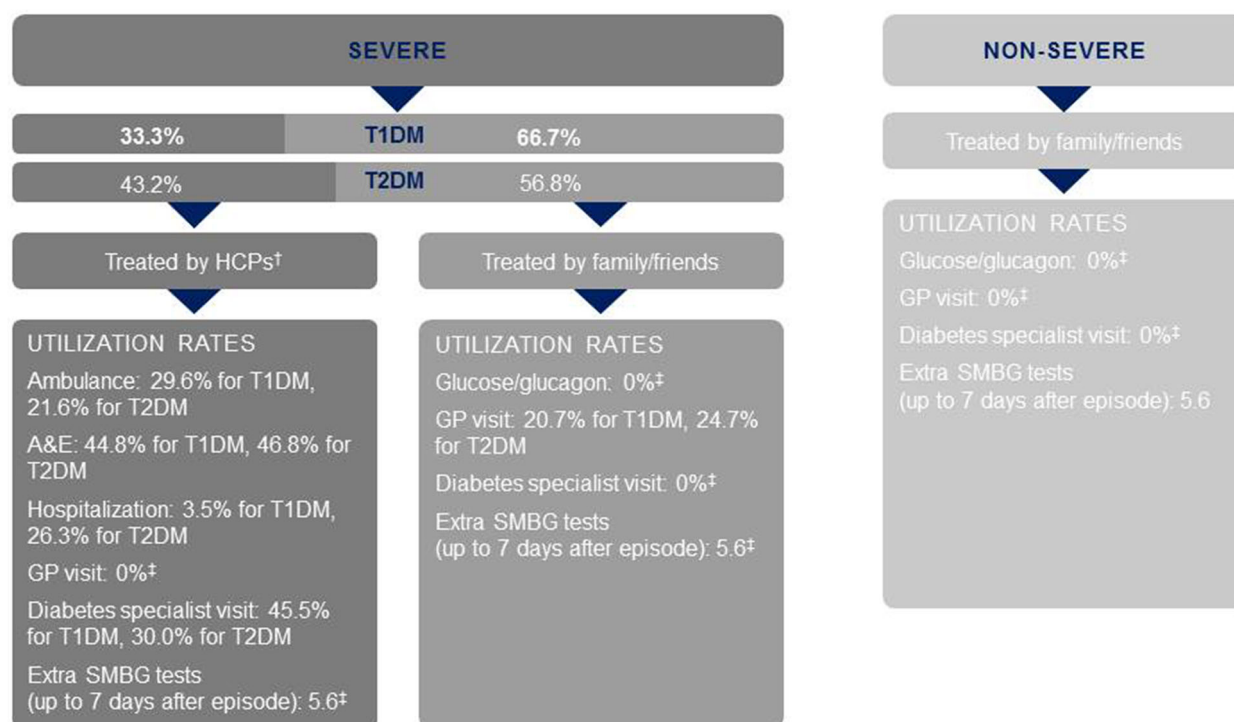 SEVERE
33.3% T1DM 66.7%
43.2% T2DM 56.8%
Treated by HCPs†
UTILIZATION RATES
Ambulance: 29.6% for T1DM,
21.6% for T2DM
A&E: 44.8% for T1DM, 46.8% for
T2DM
Hospitalization: 3.5% for T1DM,
26.3% for T2DM
GP visit: 0%‡
Diabetes specialist visit: 45.5%
for T1DM, 30.0% for T2DM
Extra SMBG tests
(up to 7 days after episode): 5.6‡
Treated by family/friends
UTILIZATION RATES
Glucose/glucagon: 0%‡
GP visit: 20.7% for T1DM, 24.7%
for T2DM
Diabetes specialist visit: 0%‡
Extra SMBG tests
(up to 7 days after episode): 5.6‡
NON-SEVERE
Treated by family/friends
UTILIZATION RATES
Glucose/glucagon: 0%‡
GP visit: 0%‡
Diabetes specialist visit: 0%‡
Extra SMBG tests
(up to 7 days after episode): 5.6